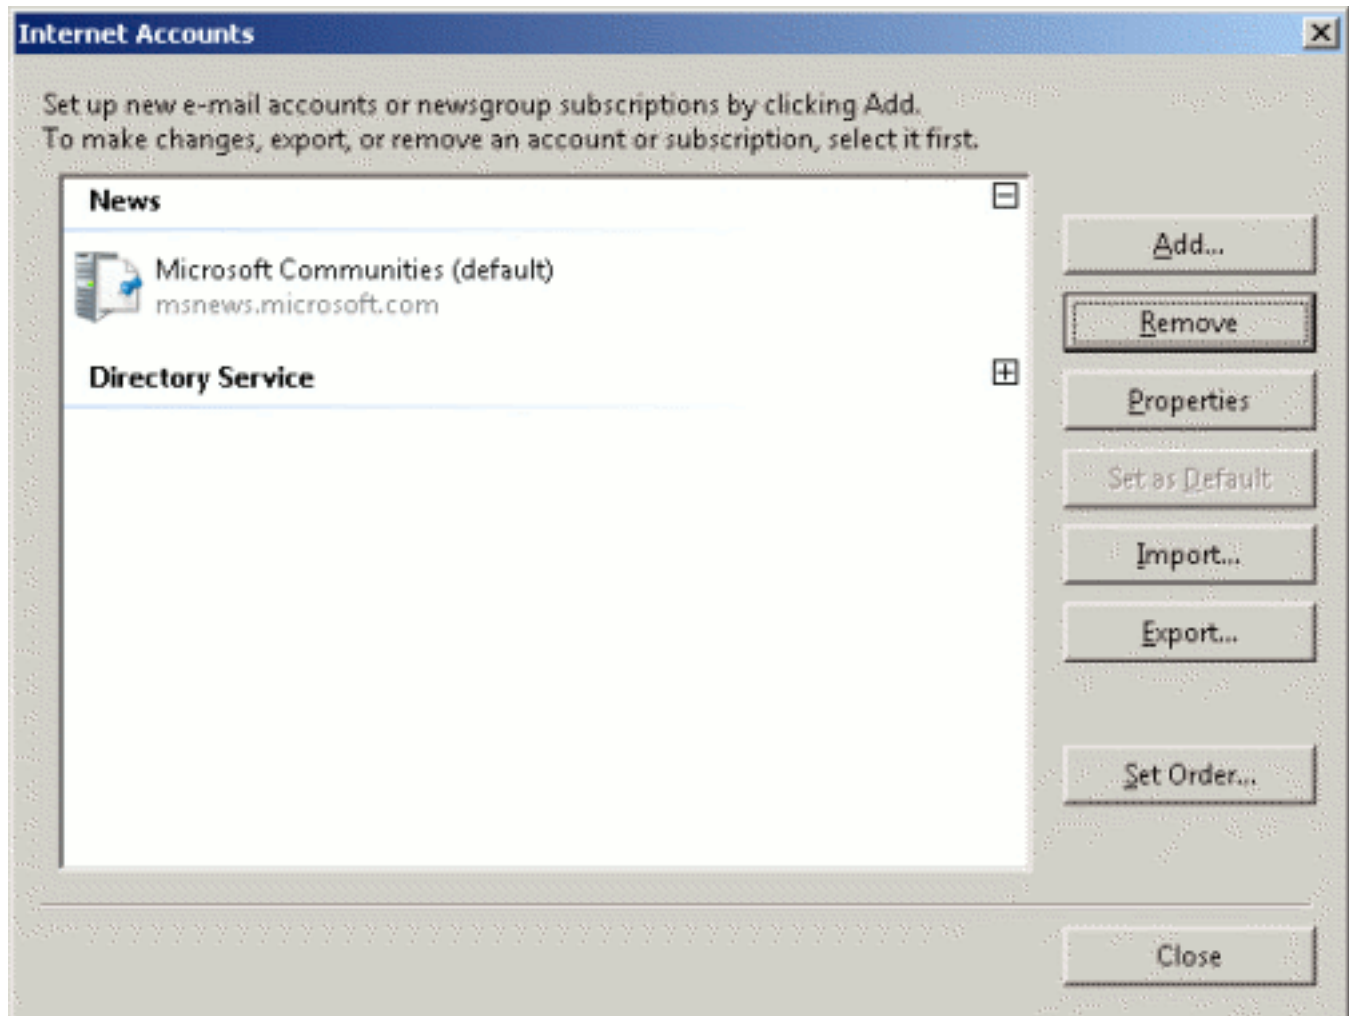 Internet Accounts
Set up new e-mail accounts or newsgroup subscriptions by clicking Add.
To make changes, export, or remove an account or subscription, select it first.
News
Microsoft Communities (default)
msnews.microsoft.com
Directory Service
Add...
Remove
Properties
Set as Default
Import...
Export...
Set Order...
Close